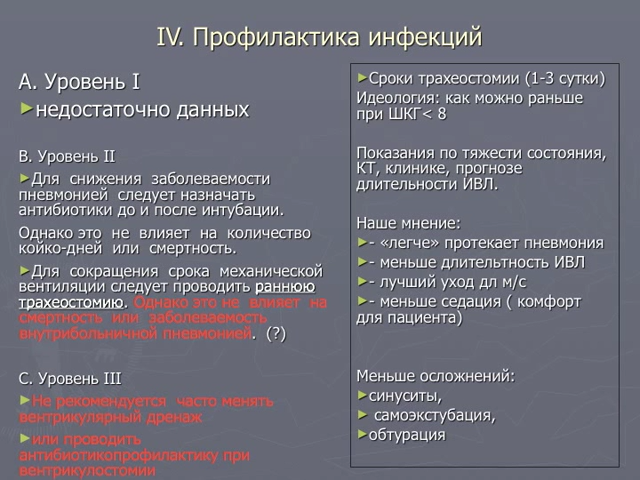 IV. Профилактика инфекций
А. Уровень I
►недостаточно данных
В. Уровень II
►Для снижения заболеваемости
пневмонией следует назначать
антибиотики до и после интубации.
Однако это не влияет на количество
койко-дней или смертность.
►Для сокращения срока механической
вентиляции следует проводить раннюю
трахеостомию. Однако это не влияет на
смертность или заболеваемость
внутрибольничной пневмонией. (?)
С. Уровень III
►Не рекомендуется часто менять
вентрикулярный дренаж
►или проводить
антибиотикопрофилактику при
вентрикулостомии
►Сроки трахеостомии (1-3 сутки)
Идеология: как можно раньше
при ШКГ< 8
Показания по тяжести состояния,
КТ, клинике, прогнозе
длительности ИВЛ.
Наше мнение:
►- «легче» протекает пневмония
►- меньше длительтность ИВЛ
►- лучший уход дл м/с
►- меньше седация ( комфорт
для пациента)
Меньше осложнений:
►синуситы,
► самоэкстубация,
►обтурация